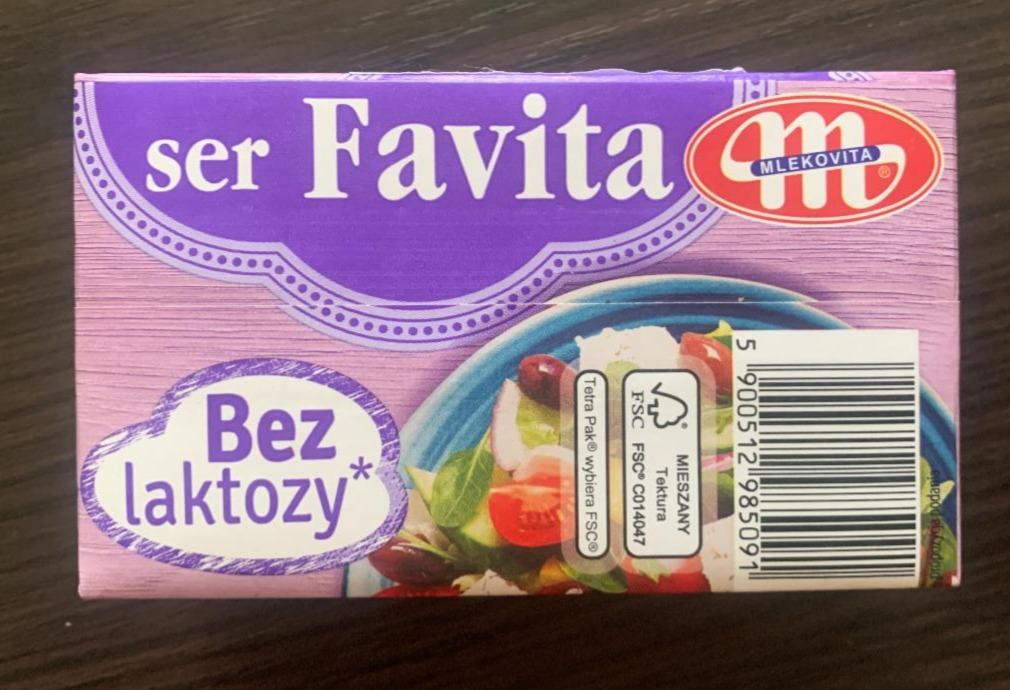 ser Favita
MLEKOVITA®
Bez
laktozy*
Tetra Pak® wybiera FSC®
®
FSC
FSC® C014047
Tektura
MIESZANY
5 900512 985091